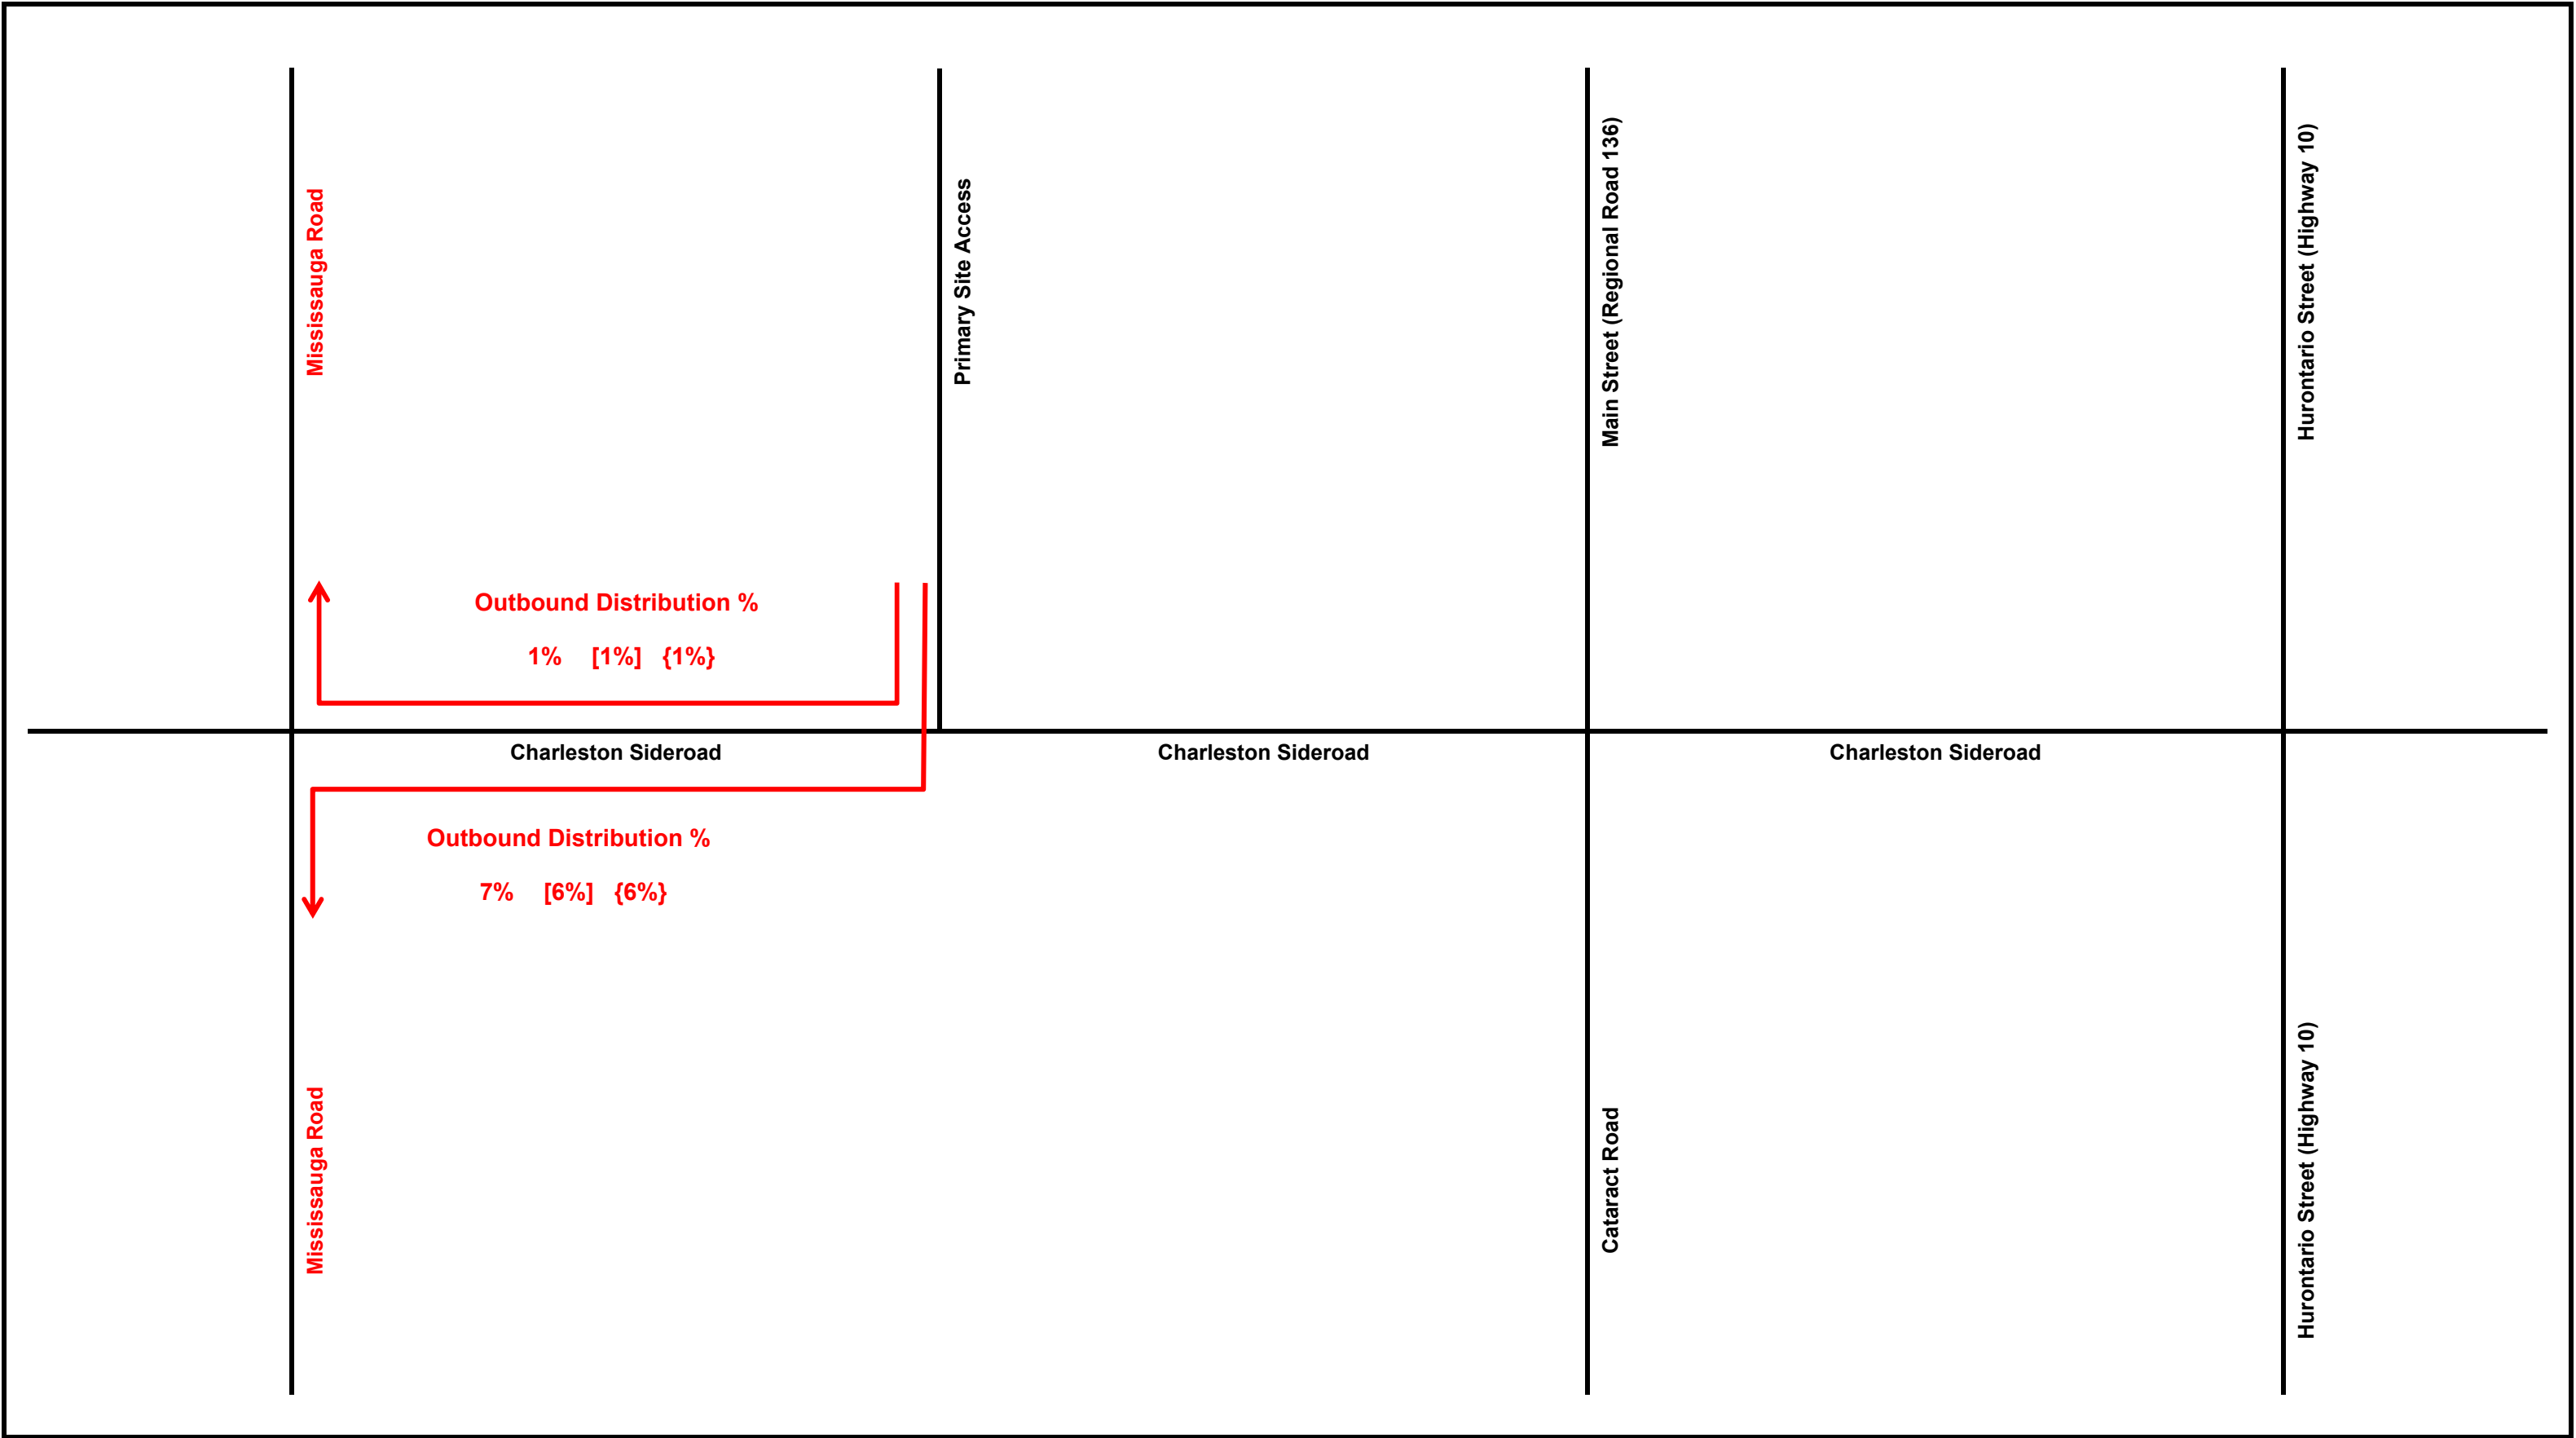 Mississauga Road
Primary Site Access
Main Street (Regional Road 136)
Hurontario Street (Highway 10)
Outbound Distribution %
1% [1%] {1%}
Charleston Sideroad
Charleston Sideroad
Charleston Sideroad
Outbound Distribution %
7% [6%] {6%}
Mississauga Road
Cataract Road
Hurontario Street (Highway 10)